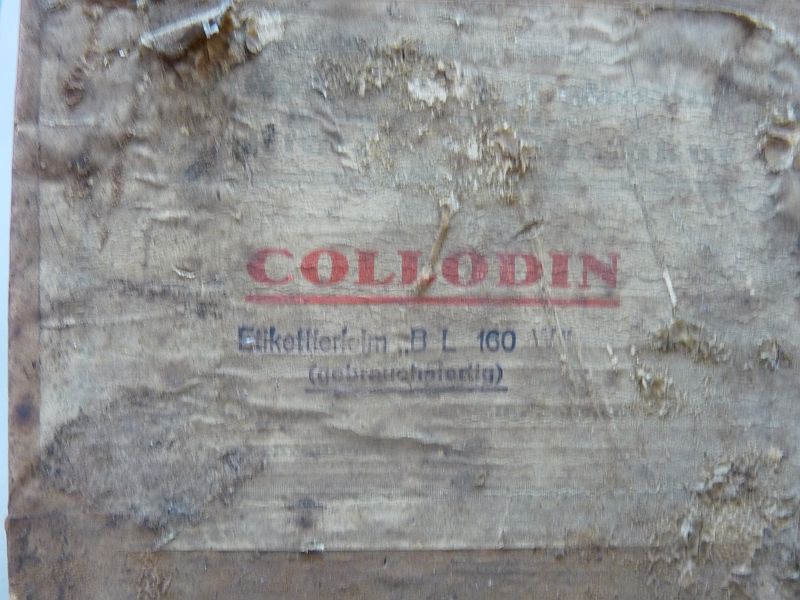 COLLODIN
Etikettierleim „B L 160 W"
(gebrauchsfertig)